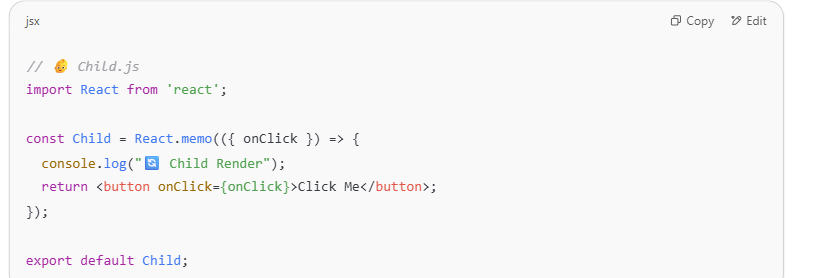 jsx
Copy
Edit
// 👶 Child.js
import React from 'react';
const Child = React.memo(({ onClick }) => {
  console.log("🔄 Child Render");
  return <button onClick={onClick}>Click Me</button>;
});
export default Child;